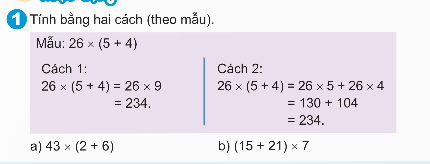 1 Tính bằng hai cách (theo mẫu).
Mẫu: 26 × (5 + 4)
Cách 1:
26 × (5 + 4) = 26 × 9
= 234.
Cách 2:
26 × (5 + 4) = 26 × 5 + 26 × 4
= 130 + 104
= 234.
a) 43 × (2 + 6)
b) (15 + 21) × 7